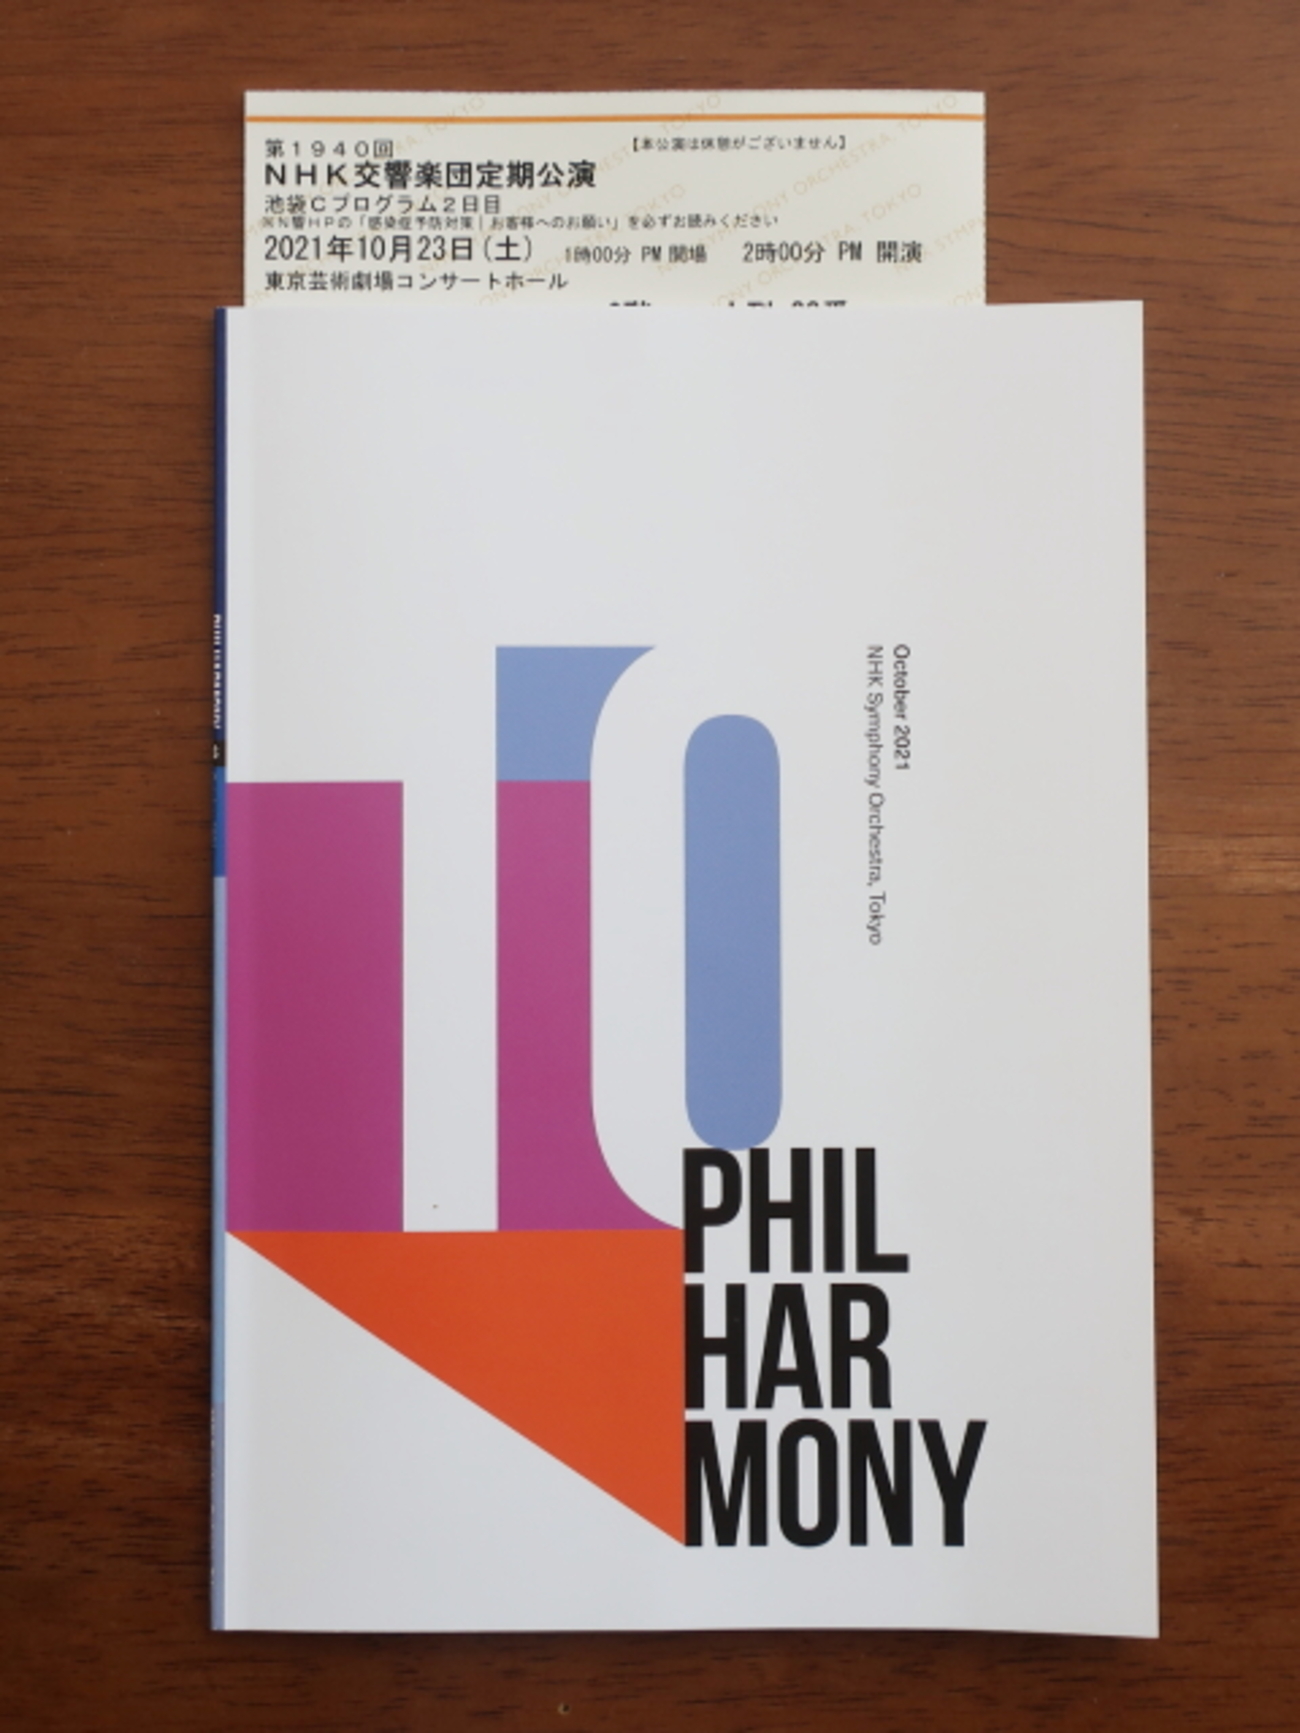 第１９４０回
【本公演は休憩がございません】
ＮＨＫ交響楽団定期公演
池袋Ｃプログラム２日目
※Ｎ響ＨＰの「感染症予防対策｜お客様へのお願い」を必ずお読みください
2021年10月23日(土) 1時00分 PM 開場 2時00分 PM 開演
東京芸術劇場コンサートホール
10
October 2021
NHK Symphony Orchestra, Tokyo
PHIL
HAR
MONY